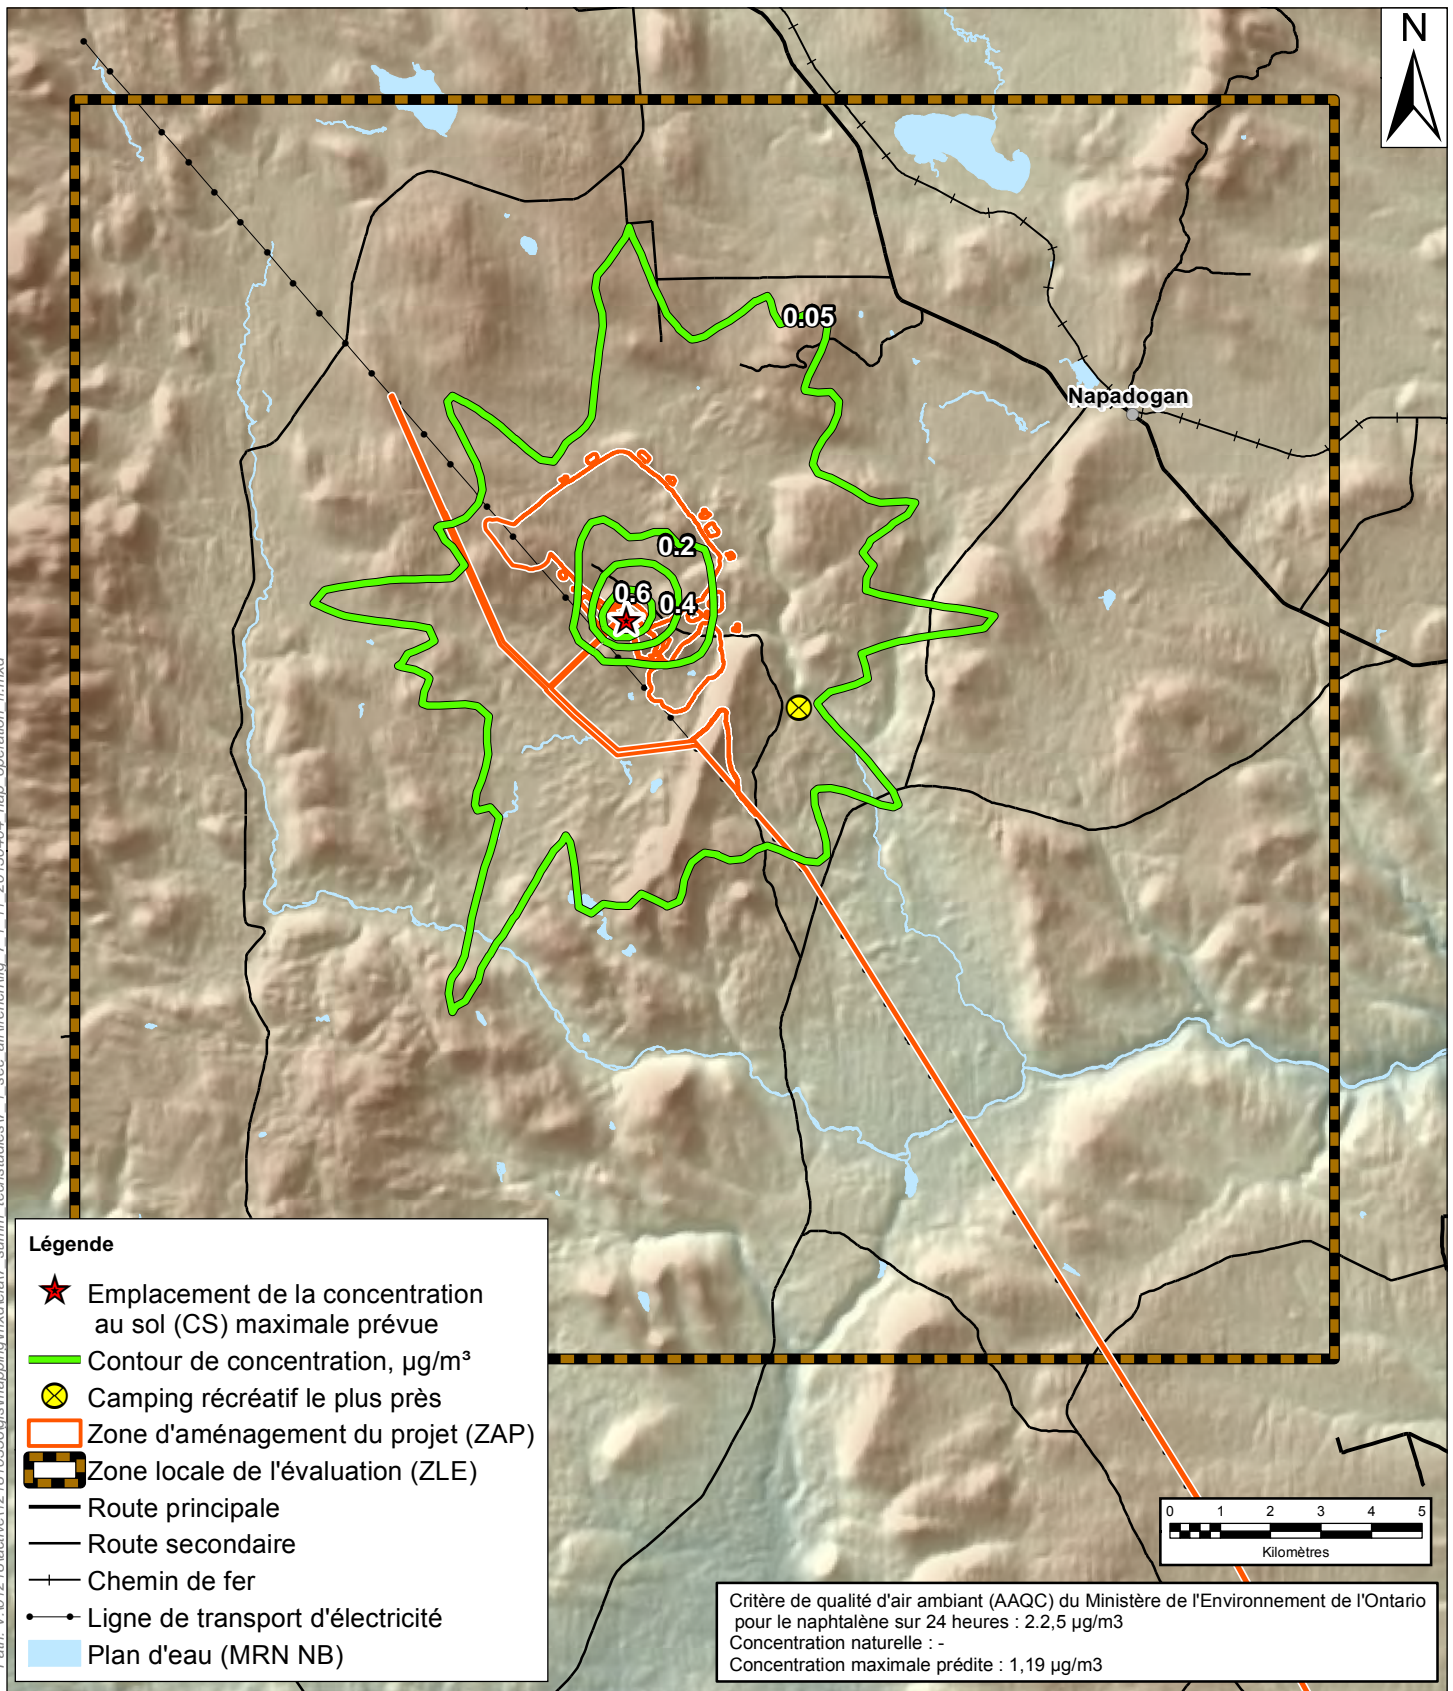 N
0.05
Napadogan
0.2
0.6
0.4
Légende
Emplacement de la concentration
au sol (CS) maximale prévue
Contour de concentration, µg/m³
Camping récréatif le plus près
Zone d'aménagement du projet (ZAP)
Zone locale de l'évaluation (ZLE)
Route principale
Route secondaire
Chemin de fer
Ligne de transport d'électricité
Plan d'eau (MRN NB)
0 1 2 3 4 5
Kilomètres
Critère de qualité d'air ambiant (AAQC) du Ministère de l'Environnement de l'Ontario
pour le naphtalène sur 24 heures : 2.2,5 µg/m3
Concentration naturelle : -
Concentration maximale prédite : 1,19 µg/m3